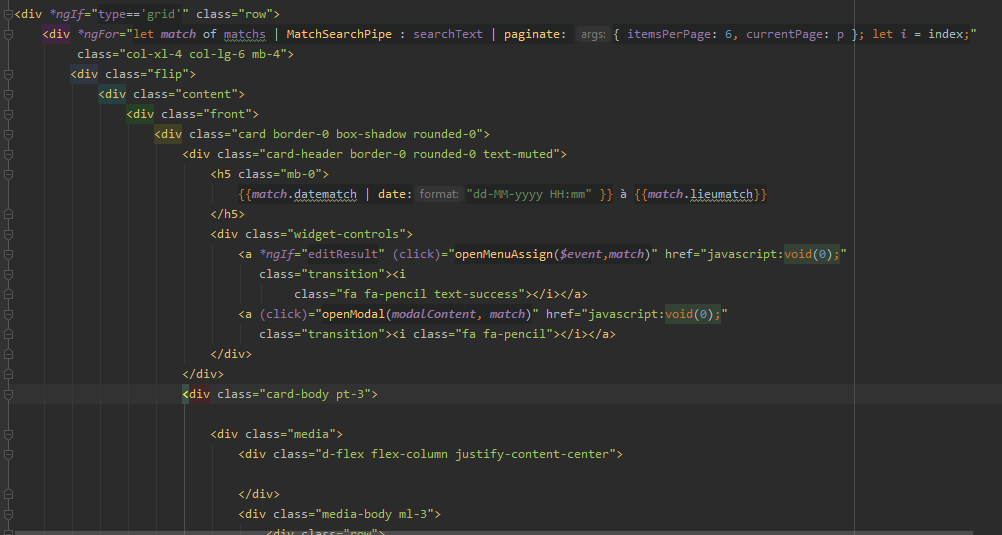 <div *ngIf="type=='grid'" class="row">
<div *ngFor="let match of matchs | MatchSearchPipe : searchText | paginate: args: { itemsPerPage: 6, currentPage: p }; let i = index;"
class="col-xl-4 col-lg-6 mb-4">
<div class="flip">
<div class="content">
<div class="front">
<div class="card border-0 box-shadow rounded-0">
<div class="card-header border-0 rounded-0 text-muted">
<h5 class="mb-0">
{{match.datematch | date: format: "dd-MM-yyyy HH:mm" }} à {{match.lieumatch}}
</h5>
<div class="widget-controls">
<a *ngIf="editResult" (click)="openMenuAssign($event,match)" href="javascript:void(0);"
class="transition"><i
class="fa fa-pencil text-success"></i></a>
<a (click)="openModal(modalContent, match)" href="javascript:void(0);"
class="transition"><i class="fa fa-pencil"></i></a>
</div>
</div>
<div class="card-body pt-3">
<div class="media">
<div class="d-flex flex-column justify-content-center">
</div>
<div class="media-body ml-3">
<div class="row">